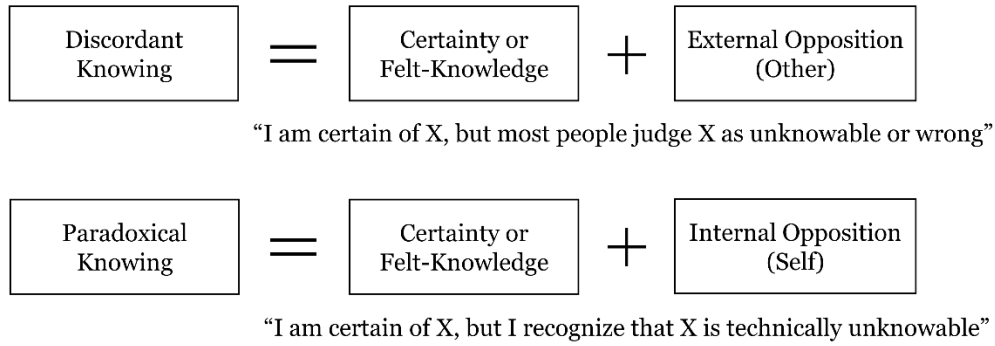 Discordant
Knowing
=
Certainty or
Felt-Knowledge
+
External Opposition
(Other)
“I am certain of X, but most people judge X as unknowable or wrong”
Paradoxical
Knowing
=
Certainty or
Felt-Knowledge
+
Internal Opposition
(Self)
“I am certain of X, but I recognize that X is technically unknowable”